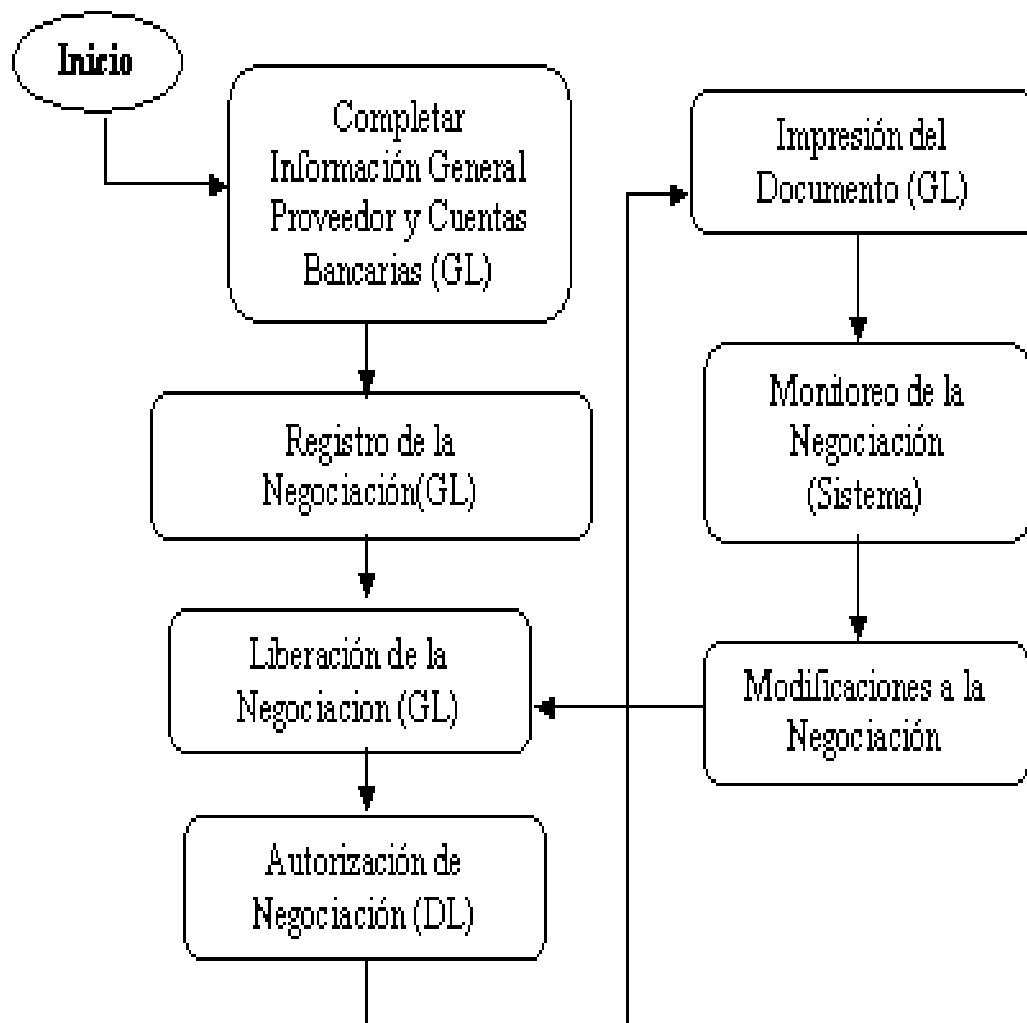 Inicio
Completar
Información General
Proveedor y Cuentas
Bancarias (GL)
Registro de la
Negociación(GL)
Liberación de la
Negociacion (GL)
Autorización de
Negociación (DL)
Impresión del
Documento (GL)
Monitoreo de la
Negociación
(Sistema)
Modificaciones a la
Negociación